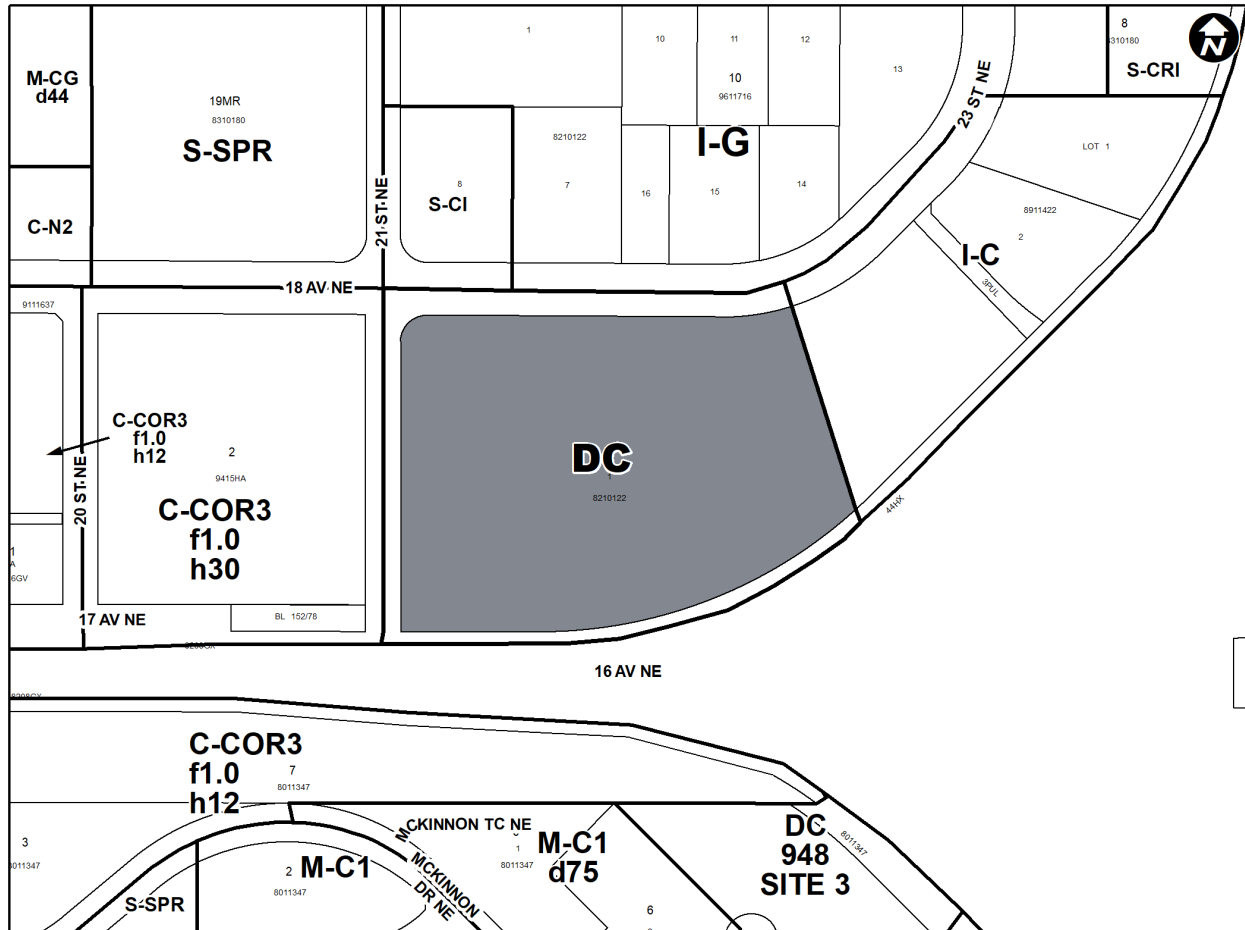 1
10
11
12
8
8310180
N
M-CG
d44
13
S-CRI
10
9611716
19MR
8310180
S-SPR
23 ST NE
8210122
I-G
LOT 1
8
7
16
15
14
S-CI
C-N2
21 ST NE
8911422
2
I-C
3PUL
18 AV NE
9111637
C-COR3
f1.0
h12
20 ST NE
2
9415HA
C-COR3
f1.0
h30
DC
1
8210122
44HX
1
A
6GV
BL 152/78
17 AV NE
16 AV NE
C-COR3
f1.0
h12
7
8011347
MCKINNON TC NE
1
8011347
M-C1
d75
DC
948
SITE 3
8011347
3
8011347
2
8011347
M-C1
MCKINNON
DR NE
S-SPR
6